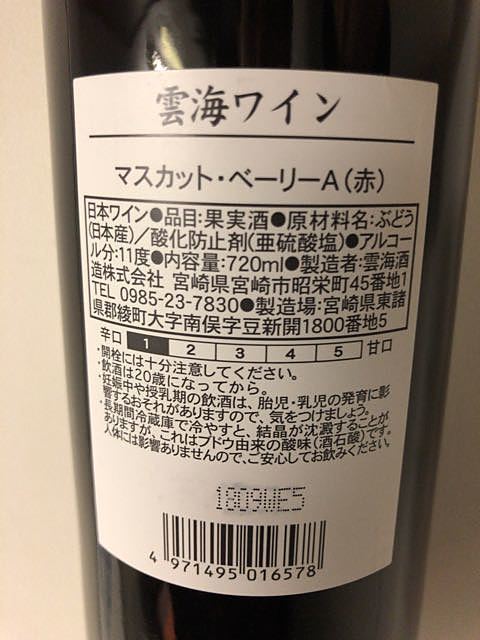 雲海ワイン
マスカット・ベーリーA(赤)
日本ワイン●品目:果実酒●原材料名:ぶどう
(日本産)/酸化防止剤(亜硫酸塩)●アルコー
ル分:11度●内容量:720ml●製造者:雲海酒
造株式会社 宮崎県宮崎市昭栄町45番地1
TEL 0985-23-7830●製造場:宮崎県東諸
県郡綾町大字南俣字豆新開1800番地5
辛口 1 2 3 4 5 甘口
・開栓には十分注意してください。
・飲酒は20歳になってから。
・妊娠中や授乳期の飲酒は、胎児・乳児の発育に影
響するおそれがありますので、気をつけましょう。
・長期間冷蔵庫で冷やすと、結晶が沈澱することが
ありますが、これはブドウ由来の酸味(酒石酸)です。
人体には影響ありませんので、ご安心してお飲みください。
1809ME5
4 971495 016578